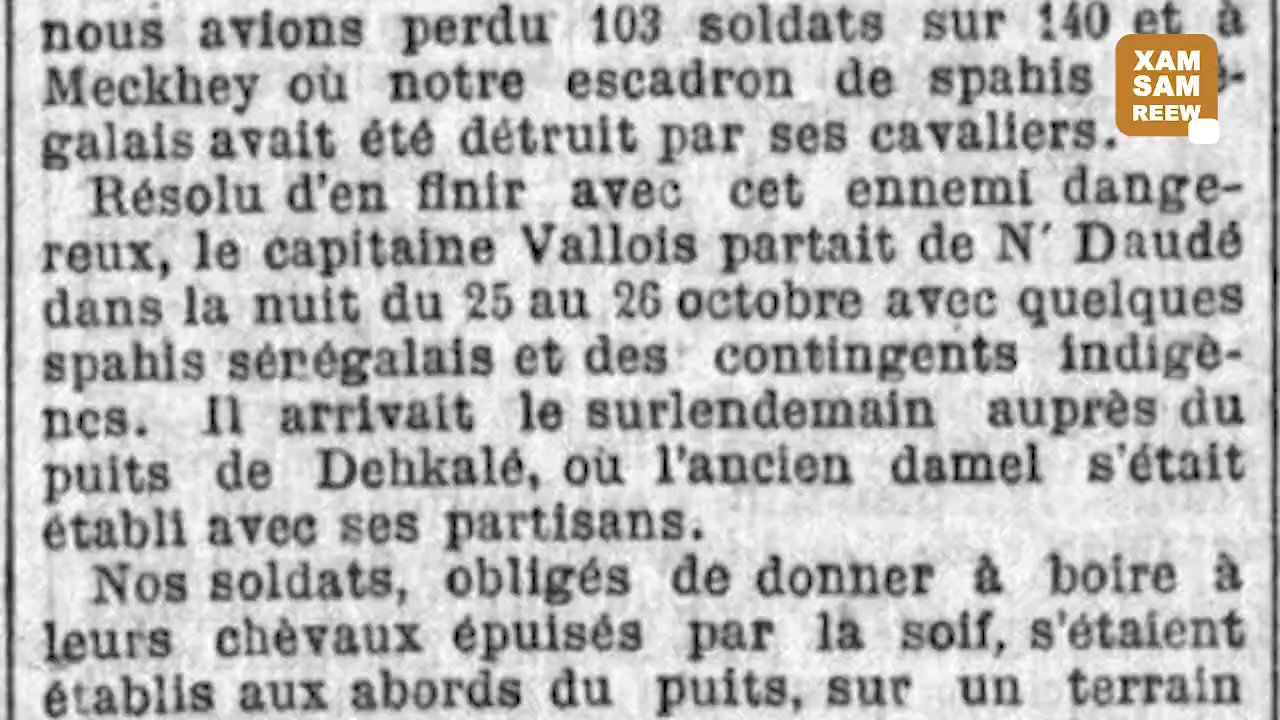 nous avions perdu 103 soldats sur 140 et à
Meckhey où notre escadron de spahis
galais avait été détruit par ses cavaliers.
Résolu d'en finir avec cet ennemi dange-
reux, le capitaine Vallois partait de N' Daudé
dans la nuit du 25 au 26 octobre avec quelques
spahis sénégalais et des contingents indigè-
nes. Il arrivait le surlendemain auprès du
puits de Dehkalé, où l'ancien damel s'était
établi avec ses partisans.
Nos soldats, obligés de donner à boire à
leurs chèvaux épuisés par la soif, s'étaient
établis aux abords du puits, sur un terrain
XAM
SAM
REEW